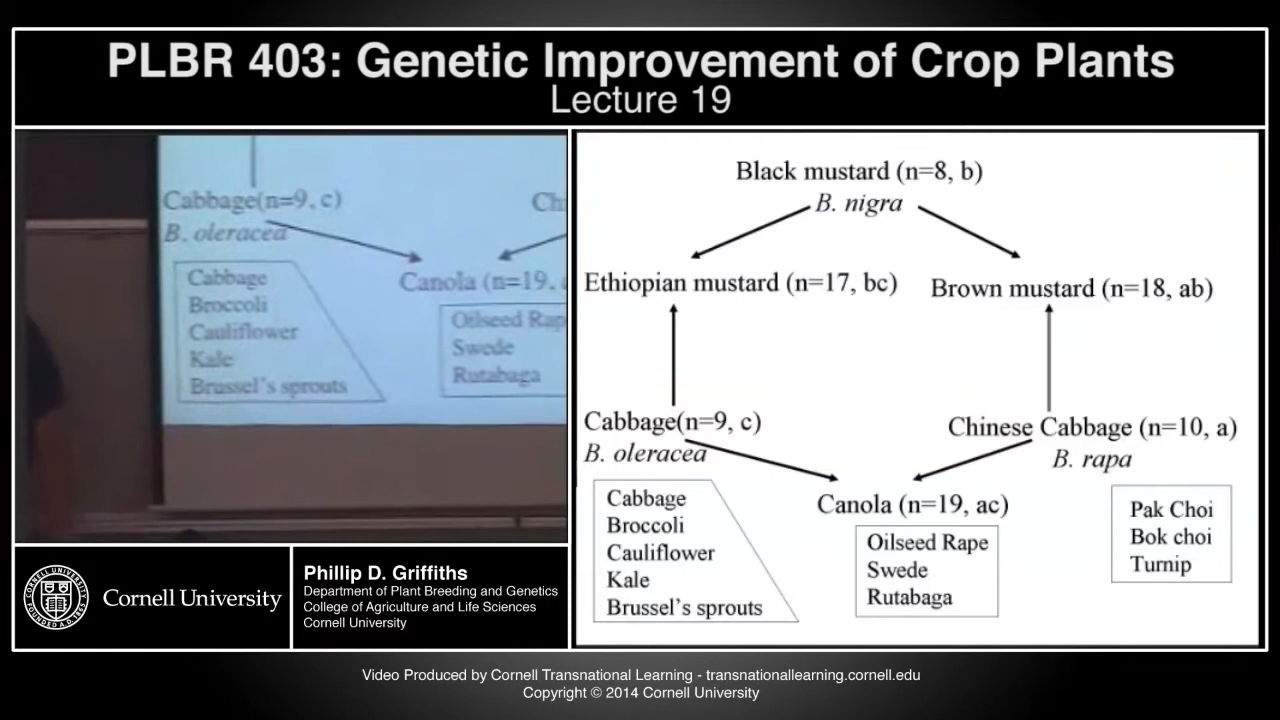 PLBR 403: Genetic Improvement of Crop Plants
Lecture 19
Cabbage(n=9, c)
Ch
B. oleracea
Canola (n=19,
Cabbage
Broccoli
Cauliflower
Kale
Brussel's sprouts
Oilseed Rap
Swede
Rutabaga
Black mustard (n=8, b)
B. nigra
Ethiopian mustard (n=17, bc)
Brown mustard (n=18, ab)
Cabbage(n=9, c)
B. oleracea
Chinese Cabbage (n=10, a)
B. rapa
Canola (n=19, ac)
Cabbage
Broccoli
Cauliflower
Kale
Brussel's sprouts
Oilseed Rape
Swede
Rutabaga
Pak Choi
Bok choi
Turnip
Cornell University
Phillip D. Griffiths
Department of Plant Breeding and Genetics
College of Agriculture and Life Sciences
Cornell University
Video Produced by Cornell Transnational Learning - transnationallearning.cornell.edu
Copyright © 2014 Cornell University